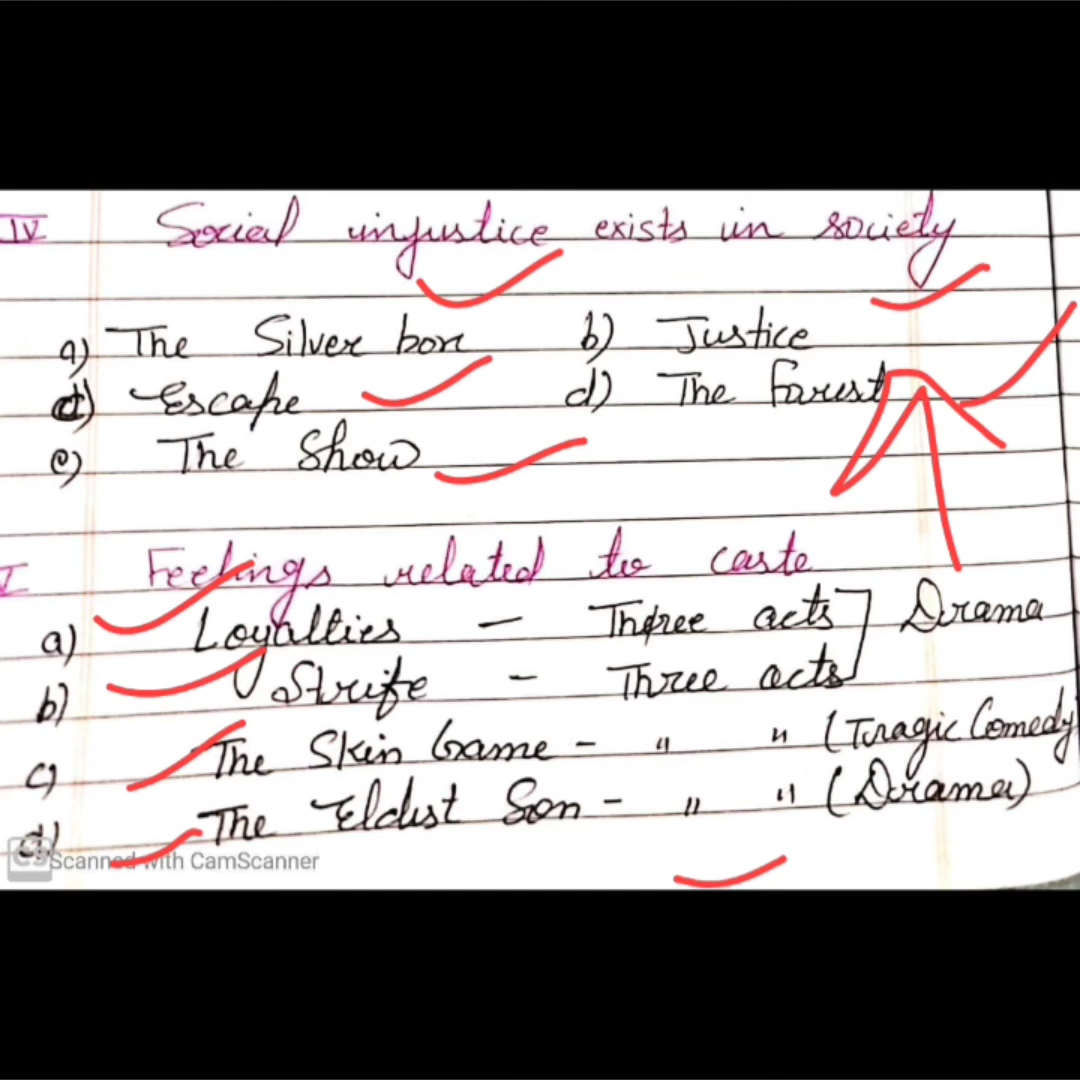 IV Social injustice exists in society
a) The Silver box b) Justice
c) Escape d) The Forest
e) The Show
V Feelings related to caste
a) Loyalties - Three acts ] Drama
b) Strife - Three acts
c) The Skin Game - " " (Tragic Comedy
d) The Eldest Son - " " (Drama)
CS Scanned with CamScanner